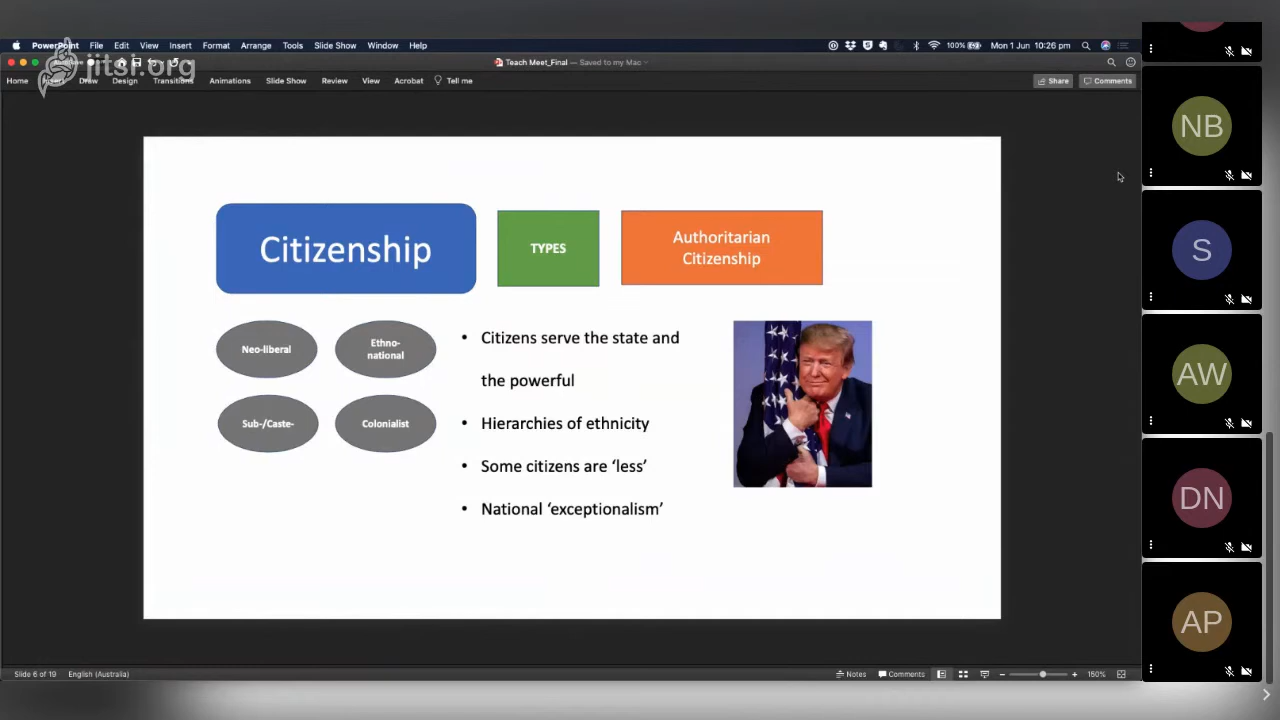 PowerPoint File Edit View Insert Format Arrange Tools Slide Show Window Help
100% Mon 1 Jun 10:26 pm
jitsi.org
Teach Meet_Final — Saved to my Mac
Home Draw Design Transitions Animations Slide Show Review View Acrobat Tell me
Share Comments
Citizenship
TYPES
Authoritarian
Citizenship
Neo-liberal
Ethno-
national
Sub-/Caste-
Colonialist
• Citizens serve the state and
the powerful
• Hierarchies of ethnicity
• Some citizens are ‘less’
• National ‘exceptionalism’
NB
S
AW
DN
AP
Slide 6 of 19 English (Australia)
Notes Comments 150%